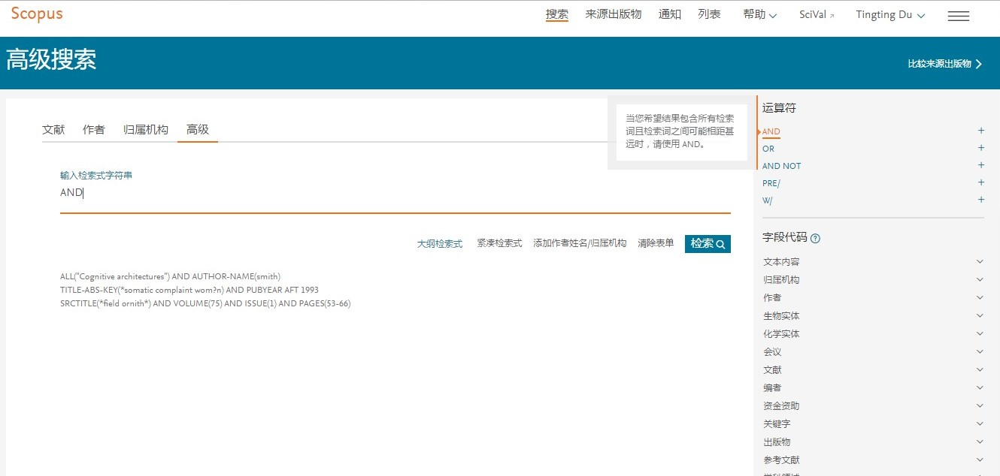 Scopus
搜索 来源出版物 通知 列表 帮助 SciVal Tingting Du
高级搜索
比较来源出版物
文献 作者 归属机构 高级
输入检索式字符串
AND
大纲检索式 紧凑检索式 添加作者姓名/归属机构 清除表单 检索
ALL("Cognitive architectures") AND AUTHOR-NAME(smith)
TITLE-ABS-KEY(*somatic complaint wom?n) AND PUBYEAR AFT 1993
SRCTITLE(*field ornith*) AND VOLUME(75) AND ISSUE(1) AND PAGES(53-66)
当您希望结果包含所有检索
词且检索词之间可能相距甚
远时，请使用 AND。
运算符
AND +
OR +
AND NOT +
PRE/ +
W/ +
字段代码 ?
文本内容
归属机构
作者
生物实体
化学实体
会议
文献
编者
资金资助
关键字
出版物
参考文献